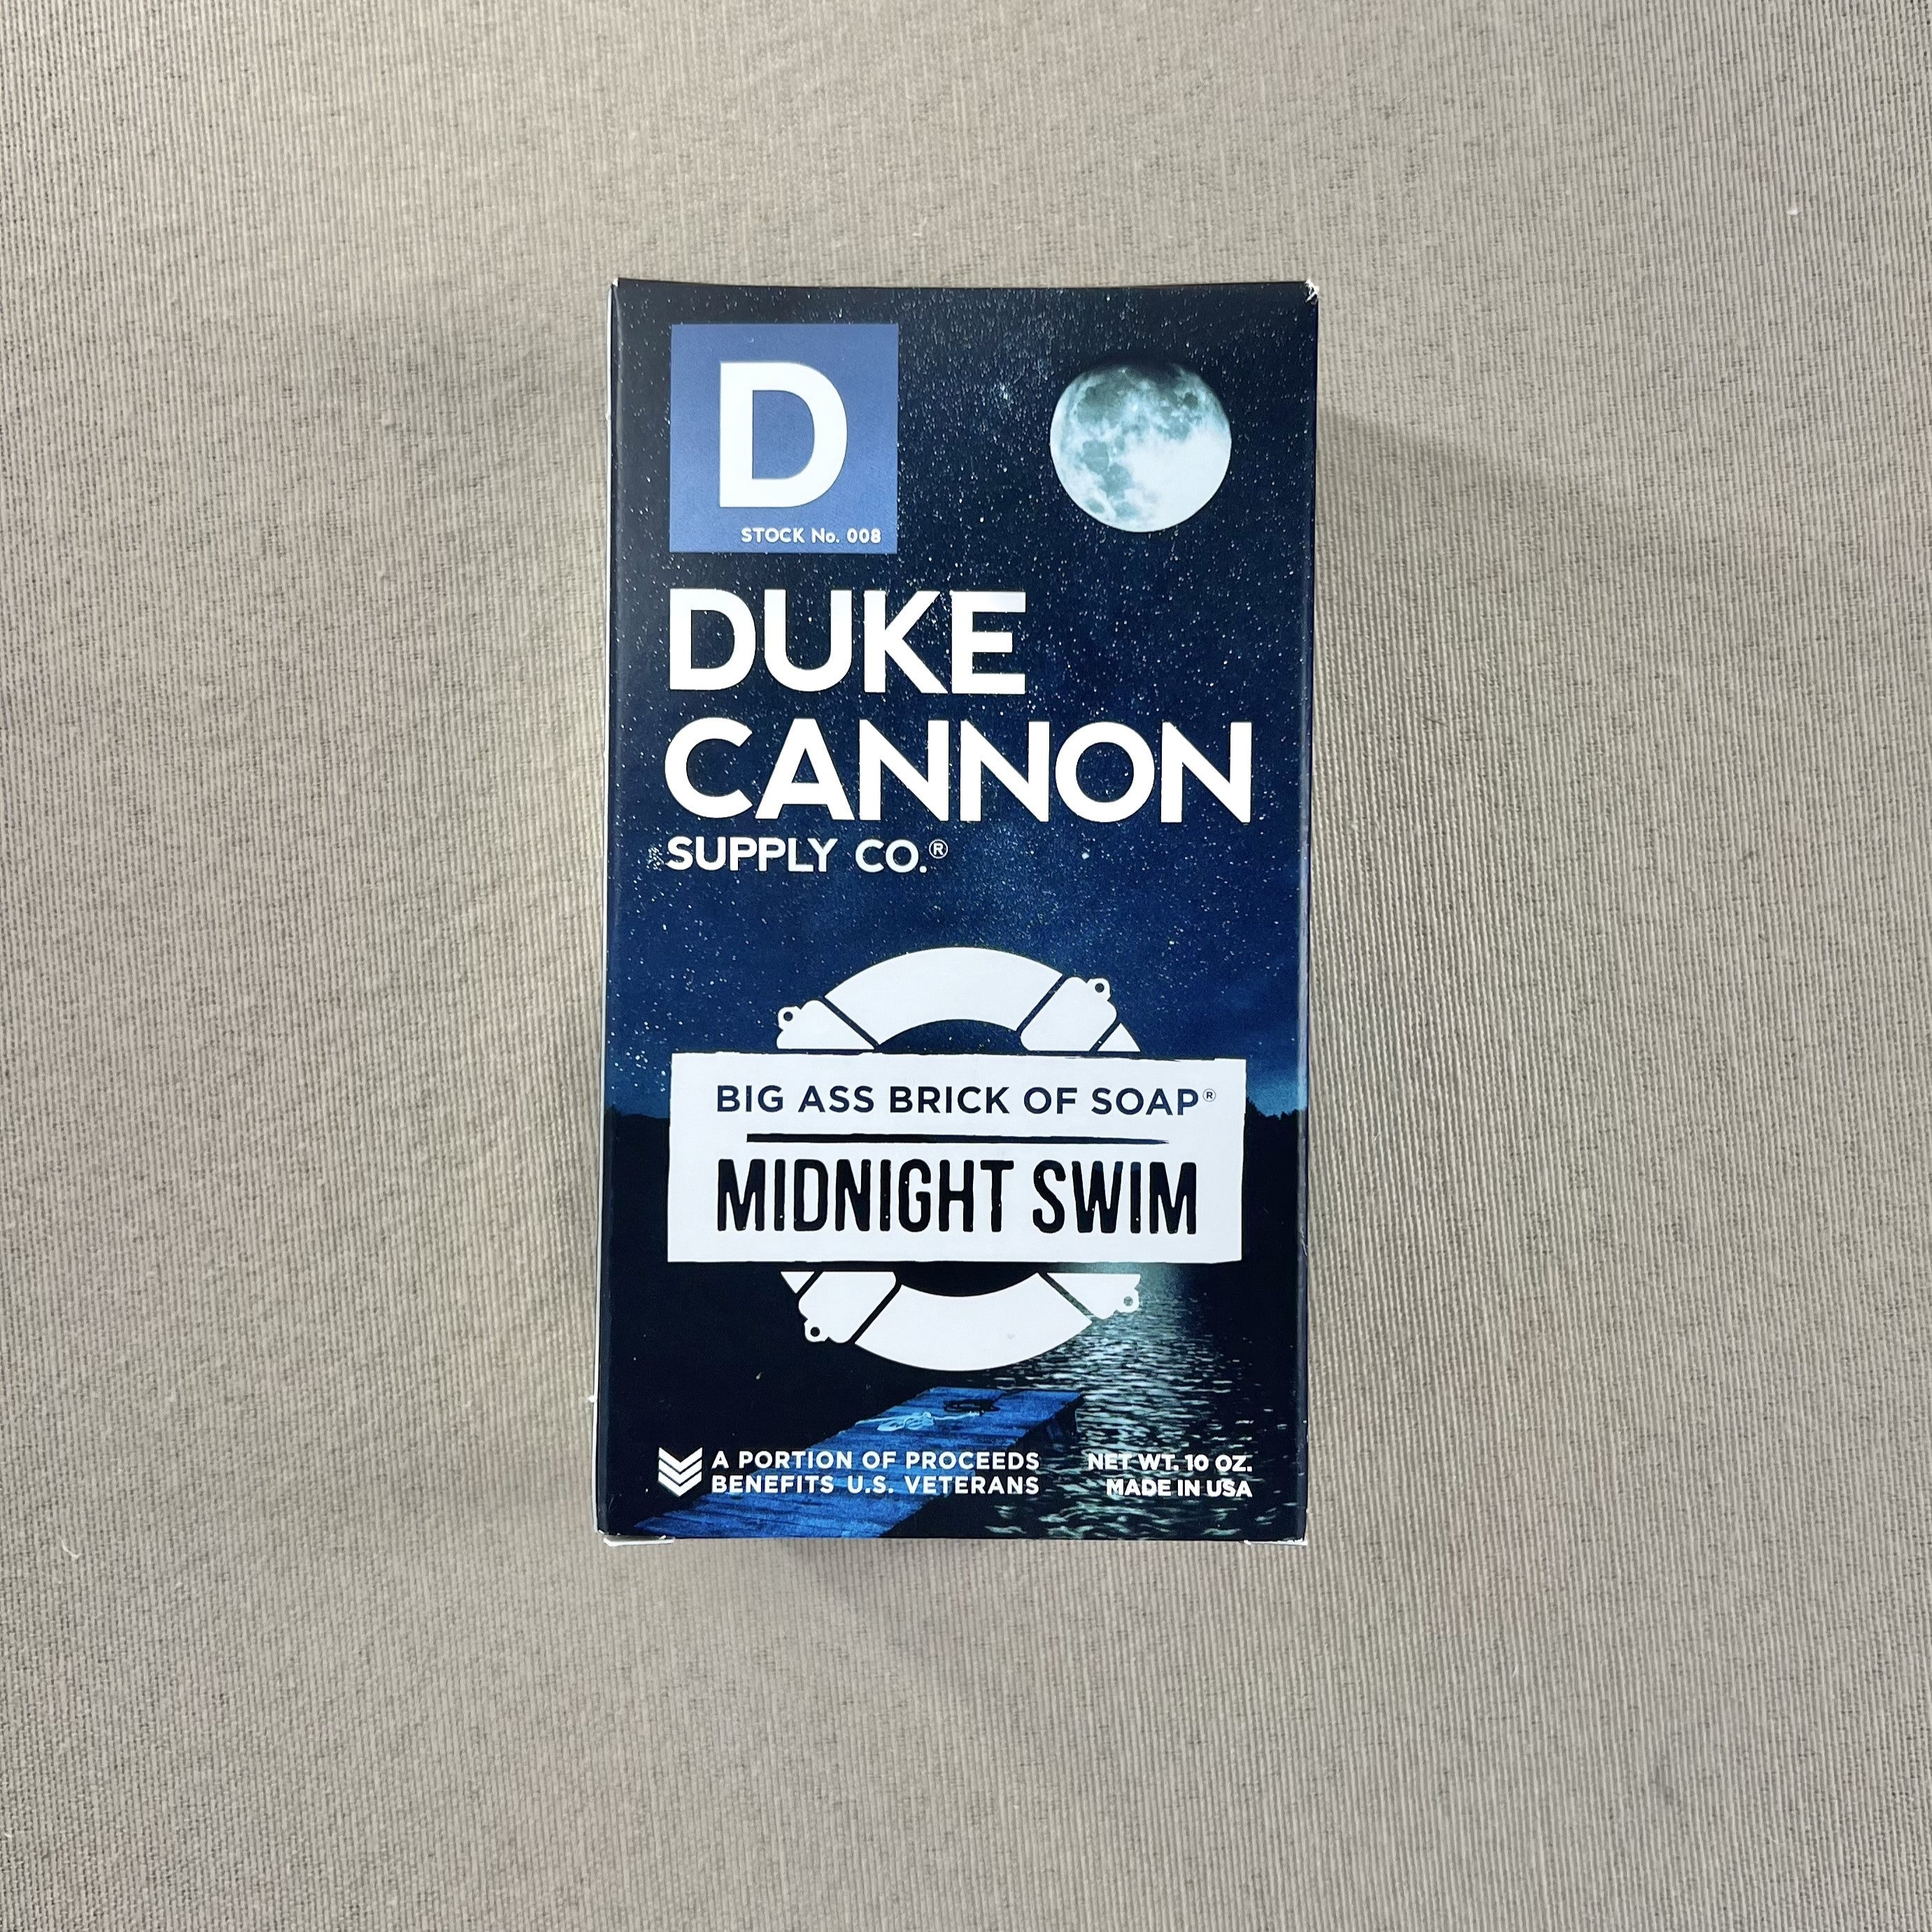 D
STOCK No. 008
DUKE
CANNON
SUPPLY CO.®
BIG ASS BRICK OF SOAP®
MIDNIGHT SWIM
A PORTION OF PROCEEDS
BENEFITS U.S. VETERANS
NET WT. 10 OZ.
MADE IN USA